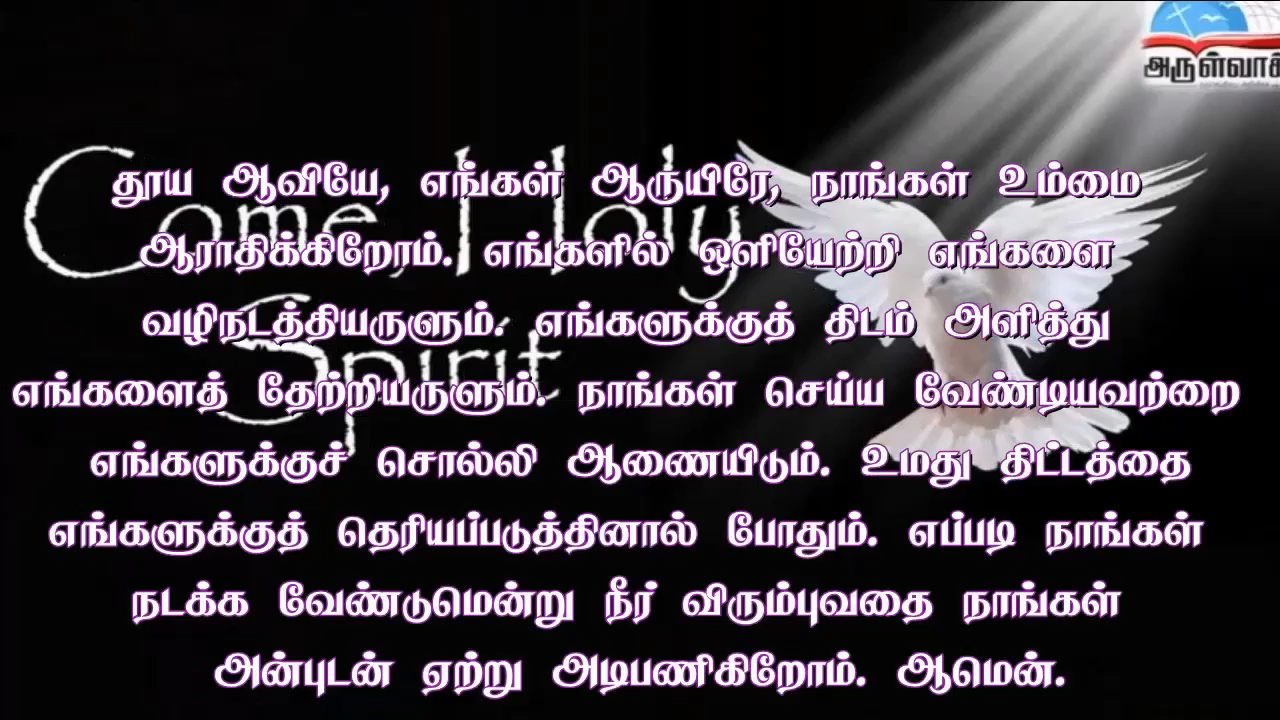 அருள்வாக்
Come, Holy
Spirit
தூய ஆவியே, எங்கள் ஆருயிரே, நாங்கள் உம்மை
ஆராதிக்கிறோம். எங்களில் ஒளியேற்றி எங்களை
வழிநடத்தியருளும். எங்களுக்குத் திடம் அளித்து
எங்களைத் தேற்றியருளும். நாங்கள் செய்ய வேண்டியவற்றை
எங்களுக்குச் சொல்லி ஆணையிடும். உமது திட்டத்தை
எங்களுக்குத் தெரியப்படுத்தினால் போதும். எப்படி நாங்கள்
நடக்க வேண்டுமென்று நீர் விரும்புவதை நாங்கள்
அன்புடன் ஏற்று அடிபணிகிறோம். ஆமென்.